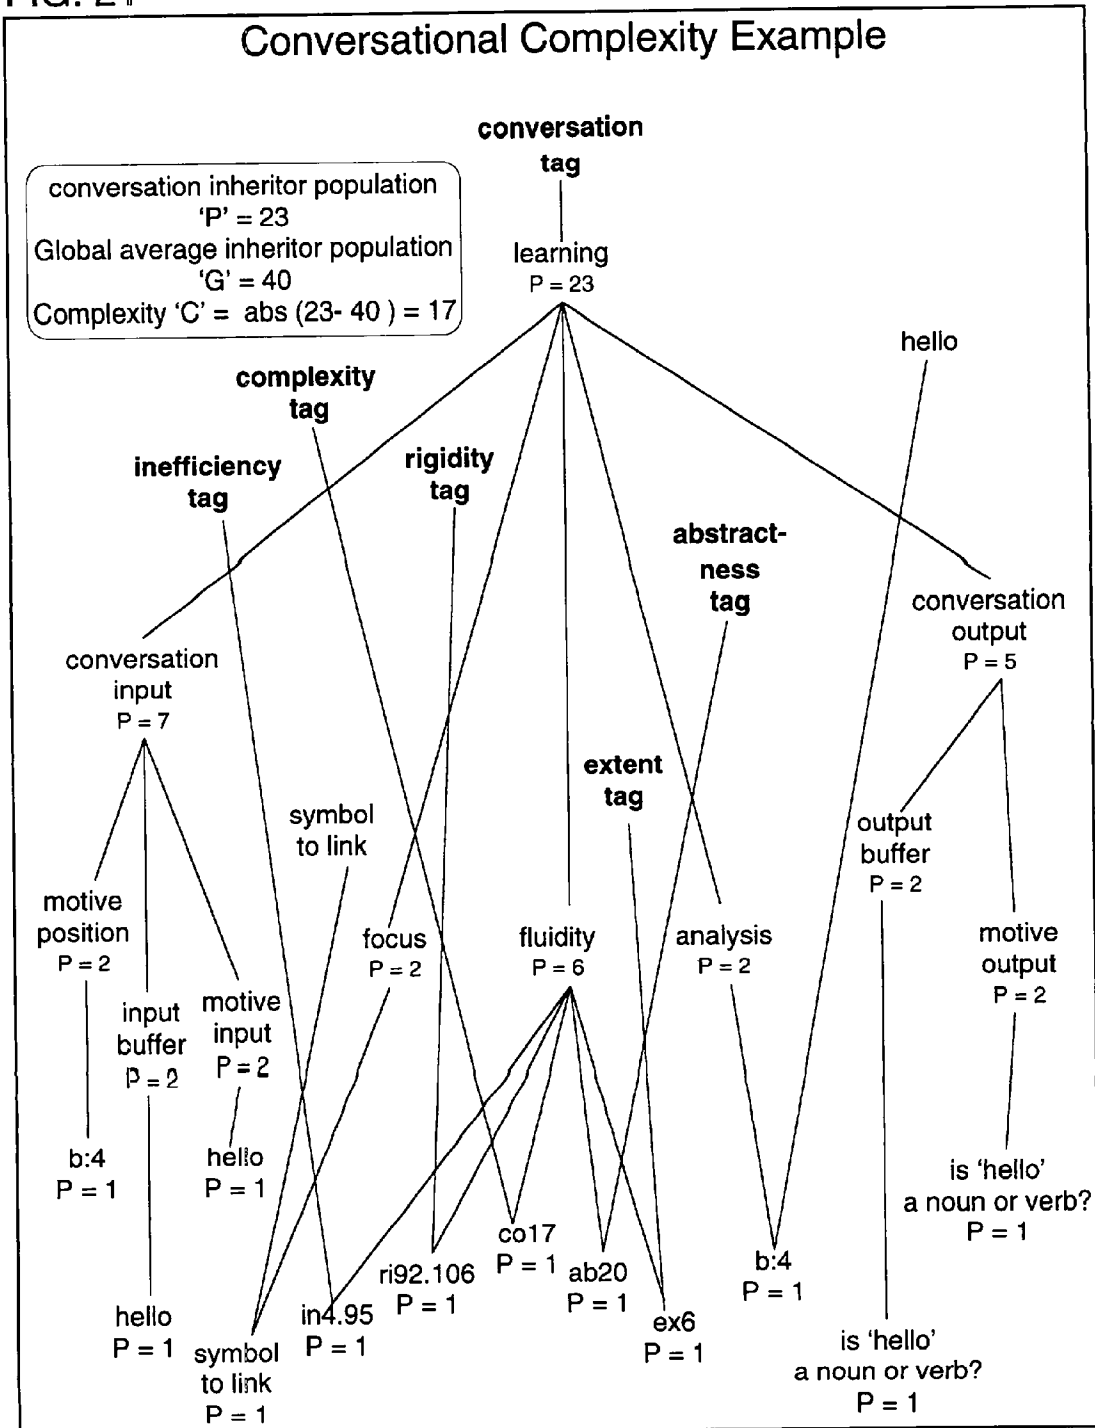 FIG. 21
Conversational Complexity Example
conversation
tag
conversation inheritor population
'P' = 23
Global average inheritor population
'G' = 40
Complexity 'C' = abs (23- 40 ) = 17
learning
P = 23
hello
complexity
tag
inefficiency
tag
rigidity
tag
abstract-
ness
tag
conversation
output
P = 5
conversation
input
P = 7
extent
tag
symbol
to link
output
buffer
P = 2
motive
position
P = 2
focus
P = 2
fluidity
P = 6
analysis
P = 2
motive
output
P = 2
input
buffer
P = 2
motive
input
P = 2
b:4
P = 1
hello
P = 1
is 'hello'
a noun or verb?
P = 1
co17
P = 1
ri92.106
P = 1
ab20
P = 1
b:4
P = 1
hello
P = 1
in4.95
P = 1
ex6
P = 1
symbol
to link
P = 1
is 'hello'
a noun or verb?
P = 1